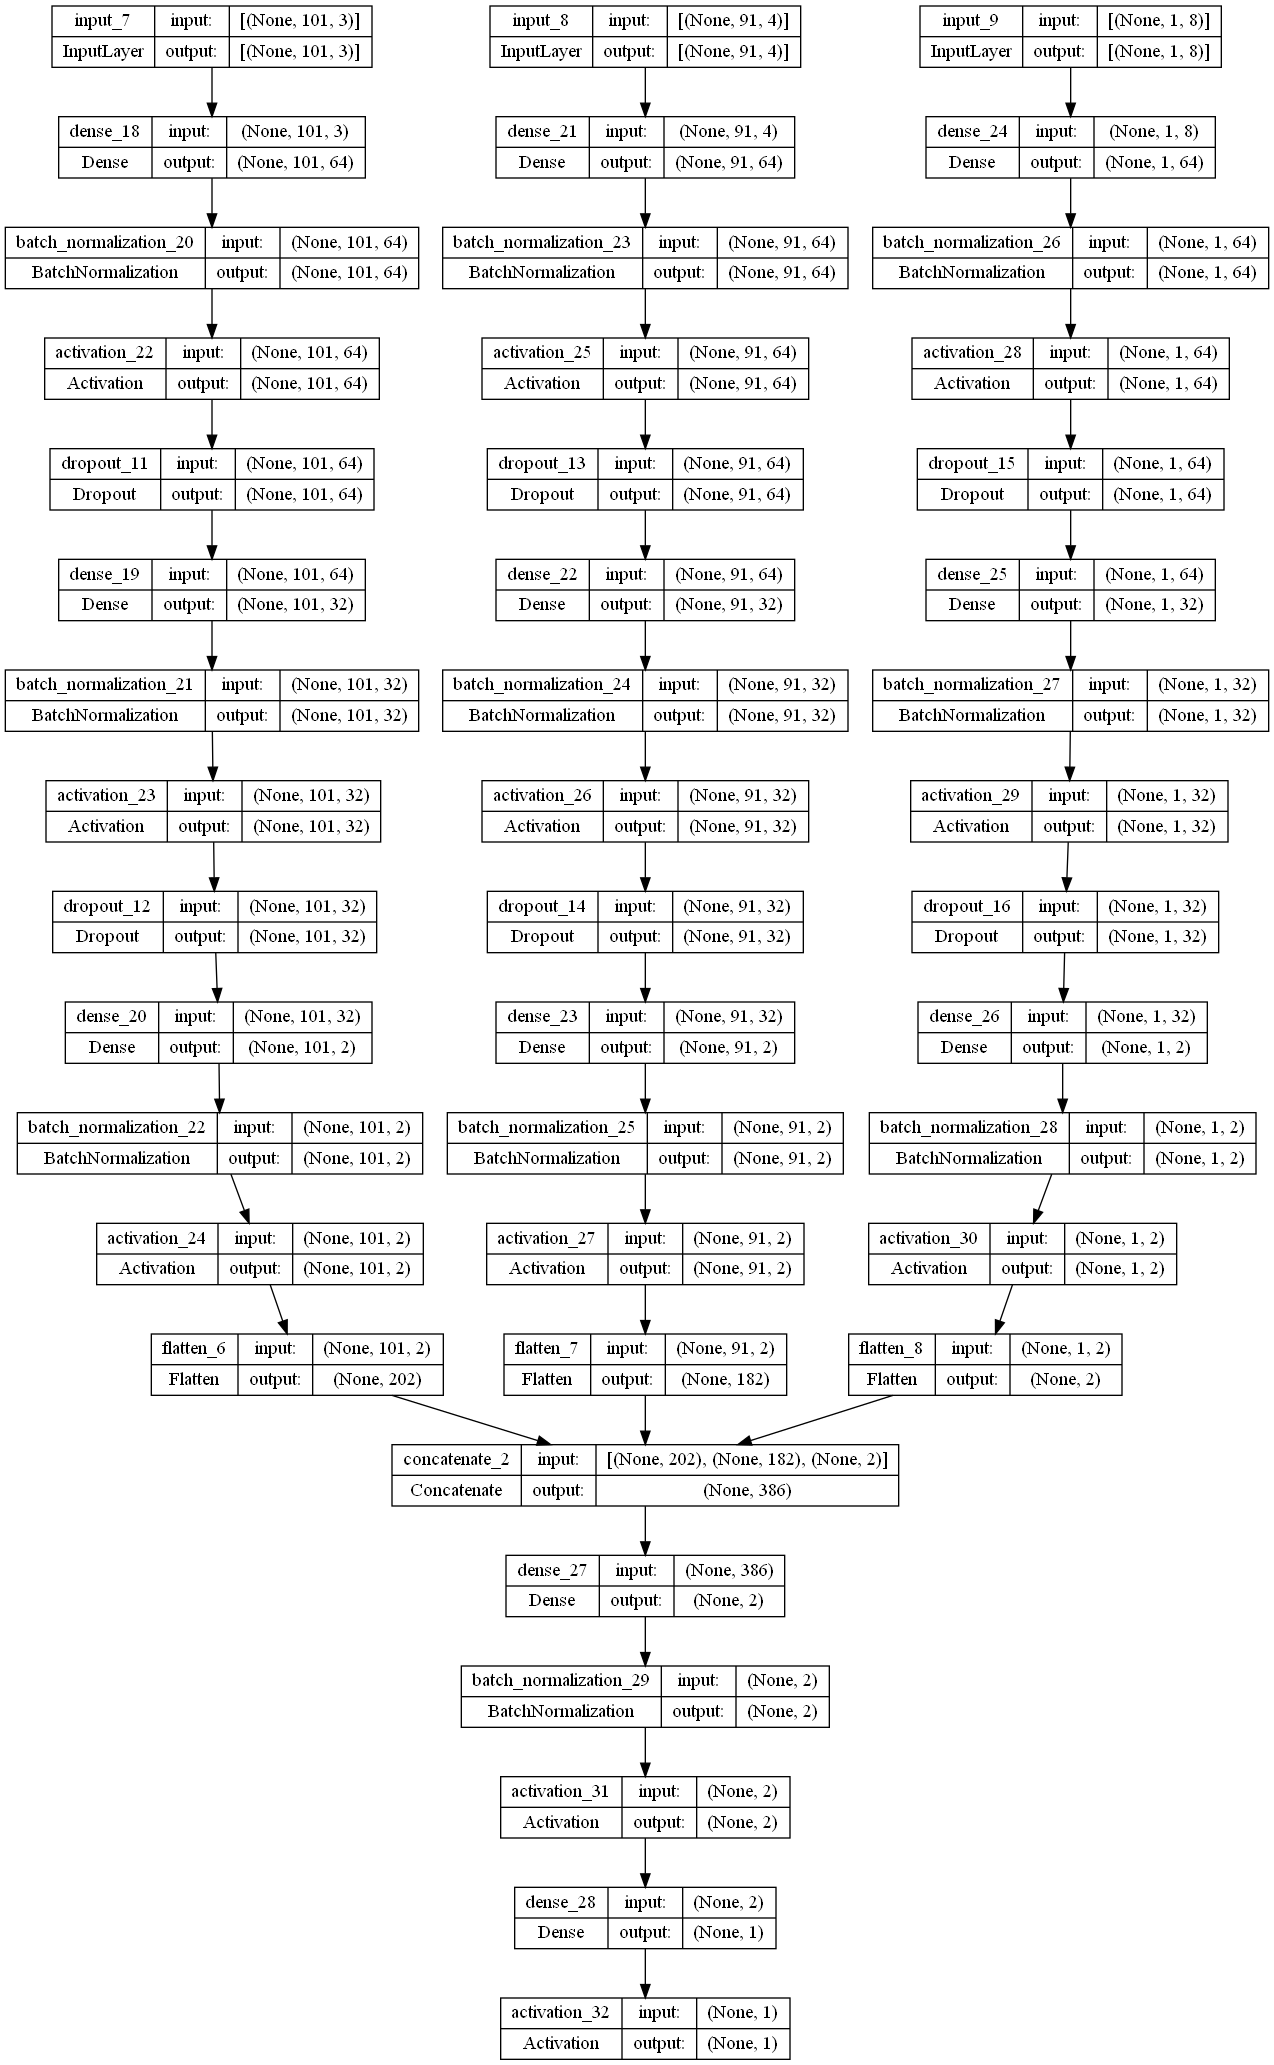 input_7 input: [(None, 101, 3)]
InputLayer output: [(None, 101, 3)]
input_8 input: [(None, 91, 4)]
InputLayer output: [(None, 91, 4)]
input_9 input: [(None, 1, 8)]
InputLayer output: [(None, 1, 8)]
dense_18 input: (None, 101, 3)
Dense output: (None, 101, 64)
dense_21 input: (None, 91, 4)
Dense output: (None, 91, 64)
dense_24 input: (None, 1, 8)
Dense output: (None, 1, 64)
batch_normalization_20 input: (None, 101, 64)
BatchNormalization output: (None, 101, 64)
batch_normalization_23 input: (None, 91, 64)
BatchNormalization output: (None, 91, 64)
batch_normalization_26 input: (None, 1, 64)
BatchNormalization output: (None, 1, 64)
activation_22 input: (None, 101, 64)
Activation output: (None, 101, 64)
activation_25 input: (None, 91, 64)
Activation output: (None, 91, 64)
activation_28 input: (None, 1, 64)
Activation output: (None, 1, 64)
dropout_11 input: (None, 101, 64)
Dropout output: (None, 101, 64)
dropout_13 input: (None, 91, 64)
Dropout output: (None, 91, 64)
dropout_15 input: (None, 1, 64)
Dropout output: (None, 1, 64)
dense_19 input: (None, 101, 64)
Dense output: (None, 101, 32)
dense_22 input: (None, 91, 64)
Dense output: (None, 91, 32)
dense_25 input: (None, 1, 64)
Dense output: (None, 1, 32)
batch_normalization_21 input: (None, 101, 32)
BatchNormalization output: (None, 101, 32)
batch_normalization_24 input: (None, 91, 32)
BatchNormalization output: (None, 91, 32)
batch_normalization_27 input: (None, 1, 32)
BatchNormalization output: (None, 1, 32)
activation_23 input: (None, 101, 32)
Activation output: (None, 101, 32)
activation_26 input: (None, 91, 32)
Activation output: (None, 91, 32)
activation_29 input: (None, 1, 32)
Activation output: (None, 1, 32)
dropout_12 input: (None, 101, 32)
Dropout output: (None, 101, 32)
dropout_14 input: (None, 91, 32)
Dropout output: (None, 91, 32)
dropout_16 input: (None, 1, 32)
Dropout output: (None, 1, 32)
dense_20 input: (None, 101, 32)
Dense output: (None, 101, 2)
dense_23 input: (None, 91, 32)
Dense output: (None, 91, 2)
dense_26 input: (None, 1, 32)
Dense output: (None, 1, 2)
batch_normalization_22 input: (None, 101, 2)
BatchNormalization output: (None, 101, 2)
batch_normalization_25 input: (None, 91, 2)
BatchNormalization output: (None, 91, 2)
batch_normalization_28 input: (None, 1, 2)
BatchNormalization output: (None, 1, 2)
activation_24 input: (None, 101, 2)
Activation output: (None, 101, 2)
activation_27 input: (None, 91, 2)
Activation output: (None, 91, 2)
activation_30 input: (None, 1, 2)
Activation output: (None, 1, 2)
flatten_6 input: (None, 101, 2)
Flatten output: (None, 202)
flatten_7 input: (None, 91, 2)
Flatten output: (None, 182)
flatten_8 input: (None, 1, 2)
Flatten output: (None, 2)
concatenate_2 input: [(None, 202), (None, 182), (None, 2)]
Concatenate output: (None, 386)
dense_27 input: (None, 386)
Dense output: (None, 2)
batch_normalization_29 input: (None, 2)
BatchNormalization output: (None, 2)
activation_31 input: (None, 2)
Activation output: (None, 2)
dense_28 input: (None, 2)
Dense output: (None, 1)
activation_32 input: (None, 1)
Activation output: (None, 1)